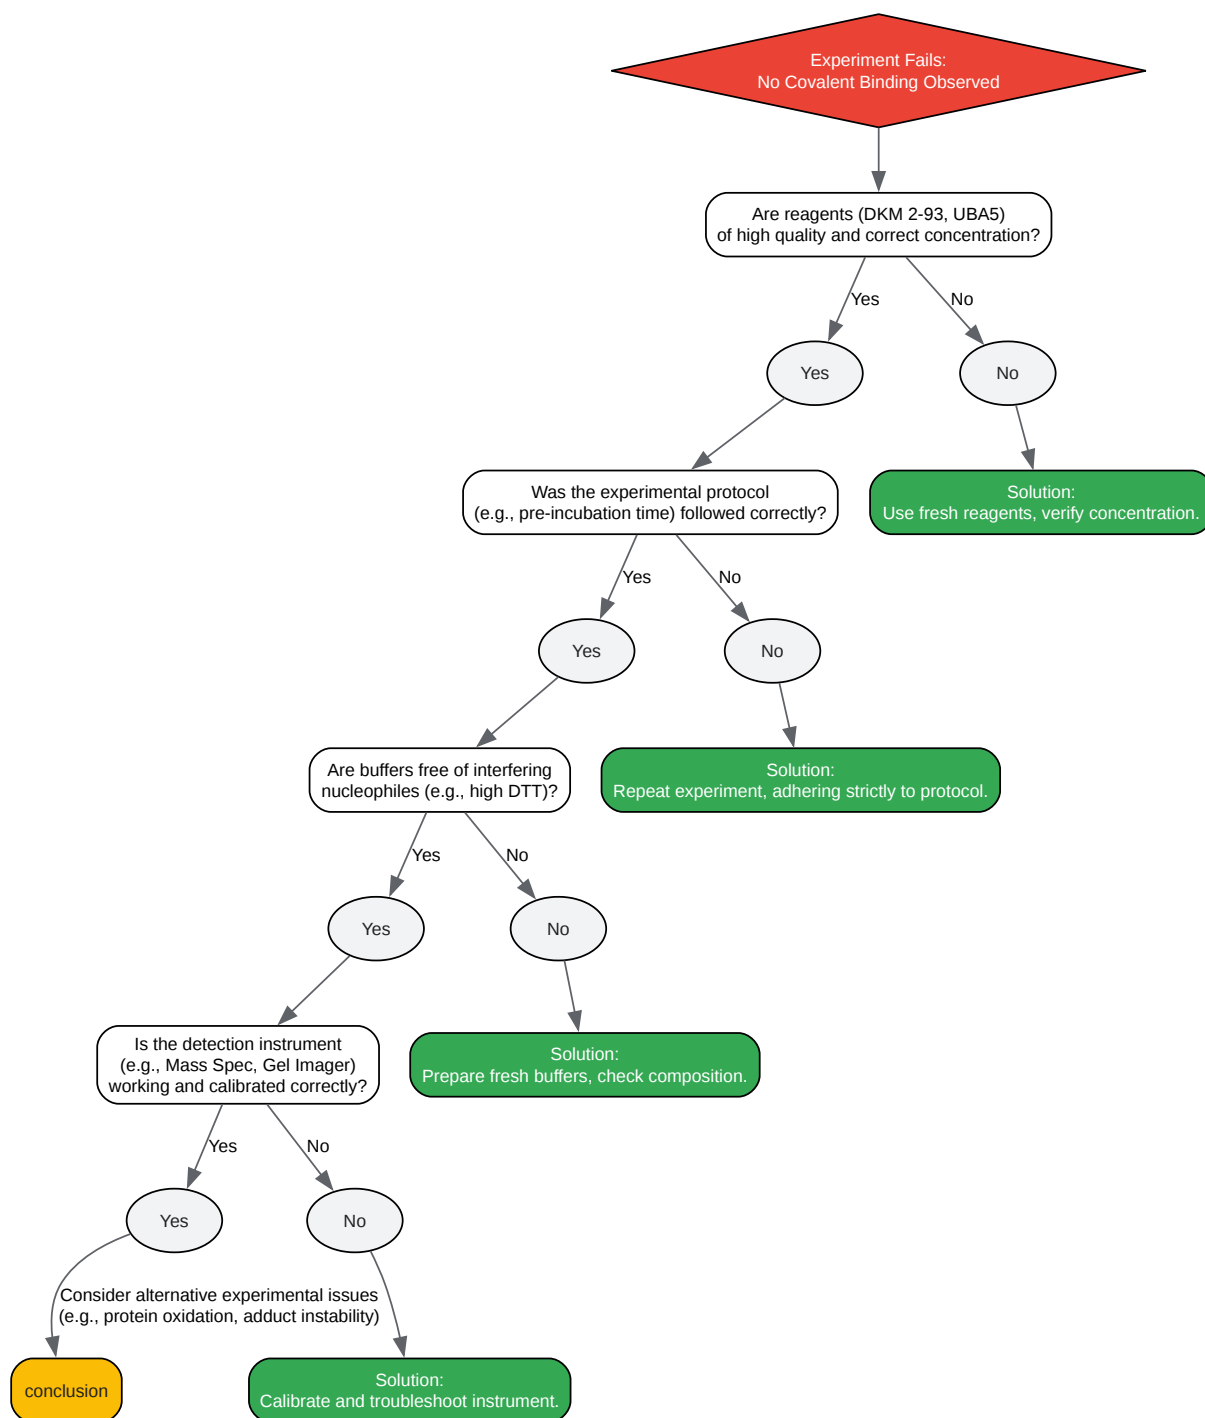 Experiment Fails:
No Covalent Binding Observed
Are reagents (DKM 2-93, UBA5)
of high quality and correct concentration?
Yes
No
Yes
No
Was the experimental protocol
(e.g., pre-incubation time) followed correctly?
Solution:
Use fresh reagents, verify concentration.
Yes
No
Yes
No
Are buffers free of interfering
nucleophiles (e.g., high DTT)?
Solution:
Repeat experiment, adhering strictly to protocol.
Yes
No
Yes
No
Is the detection instrument
(e.g., Mass Spec, Gel Imager)
working and calibrated correctly?
Solution:
Prepare fresh buffers, check composition.
Yes
No
Yes
No
Consider alternative experimental issues
(e.g., protein oxidation, adduct instability)
conclusion
Solution:
Calibrate and troubleshoot instrument.